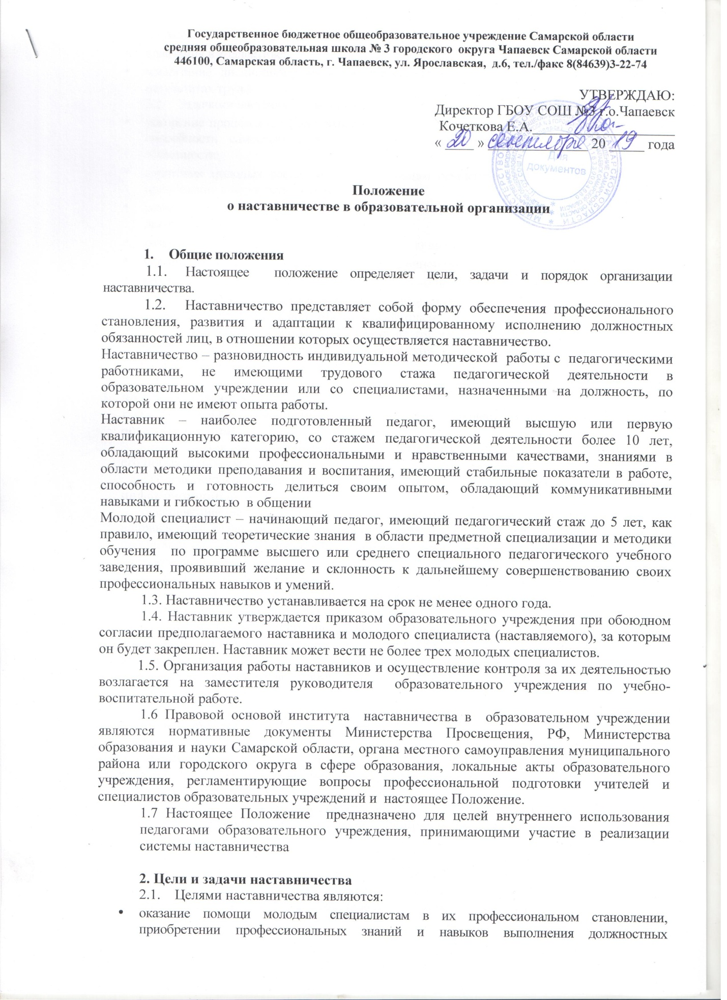 Государственное бюджетное общеобразовательное учреждение Самарской области
средняя общеобразовательная школа № 3 городского  округа Чапаевск Самарской области
446100, Самарская область, г. Чапаевск, ул. Ярославская,  д.6, тел./факс 8(84639)3-22-74
УТВЕРЖДАЮ:
Директор ГБОУ СОШ №3 г.о.Чапаевск
Кочеткова Е.А.
« 20 » сентября 20 19 года
Для
документов
Положение
о наставничестве в образовательной организации
1. Общие положения
1.1. Настоящее положение определяет цели, задачи и порядок организации
наставничества.
1.2. Наставничество представляет собой форму обеспечения профессионального
становления, развития и адаптации к квалифицированному исполнению должностных
обязанностей лиц, в отношении которых осуществляется наставничество.
Наставничество – разновидность индивидуальной методической  работы с  педагогическими
работниками, не имеющими трудового стажа педагогической деятельности в
образовательном учреждении или со специалистами, назначенными на должность, по
которой они не имеют опыта работы.
Наставник – наиболее подготовленный педагог, имеющий высшую или первую
квалификационную категорию, со стажем педагогической деятельности более 10 лет,
обладающий высокими профессиональными и нравственными качествами, знаниями в
области методики преподавания и воспитания, имеющий стабильные показатели в работе,
способность и готовность делиться своим опытом, обладающий коммуникативными
навыками и гибкостью  в общении
Молодой специалист – начинающий педагог, имеющий педагогический стаж до 5 лет, как
правило, имеющий теоретические знания  в области предметной специализации и методики
обучения  по программе высшего или среднего специального педагогического учебного
заведения, проявивший желание и склонность к дальнейшему совершенствованию своих
профессиональных навыков и умений.
1.3. Наставничество устанавливается на срок не менее одного года.
1.4. Наставник утверждается приказом образовательного учреждения при обоюдном
согласии предполагаемого наставника и молодого специалиста (наставляемого), за которым
он будет закреплен. Наставник может вести не более трех молодых специалистов.
1.5. Организация работы наставников и осуществление контроля за их деятельностью
возлагается на заместителя руководителя  образовательного учреждения по учебно-
воспитательной работе.
1.6 Правовой основой института  наставничества в  образовательном учреждении
являются нормативные документы Министерства Просвещения, РФ, Министерства
образования и науки Самарской области, органа местного самоуправления муниципального
района или городского округа в сфере образования, локальные акты образовательного
учреждения, регламентирующие вопросы профессиональной подготовки учителей и
специалистов образовательных учреждений и  настоящее Положение.
1.7 Настоящее Положение  предназначено для целей внутреннего использования
педагогами образовательного учреждения, принимающими участие в реализации
системы наставничества
2. Цели и задачи наставничества
2.1. Целями наставничества являются:
• оказание помощи молодым специалистам в их профессиональном становлении,
приобретении профессиональных знаний и навыков выполнения должностных